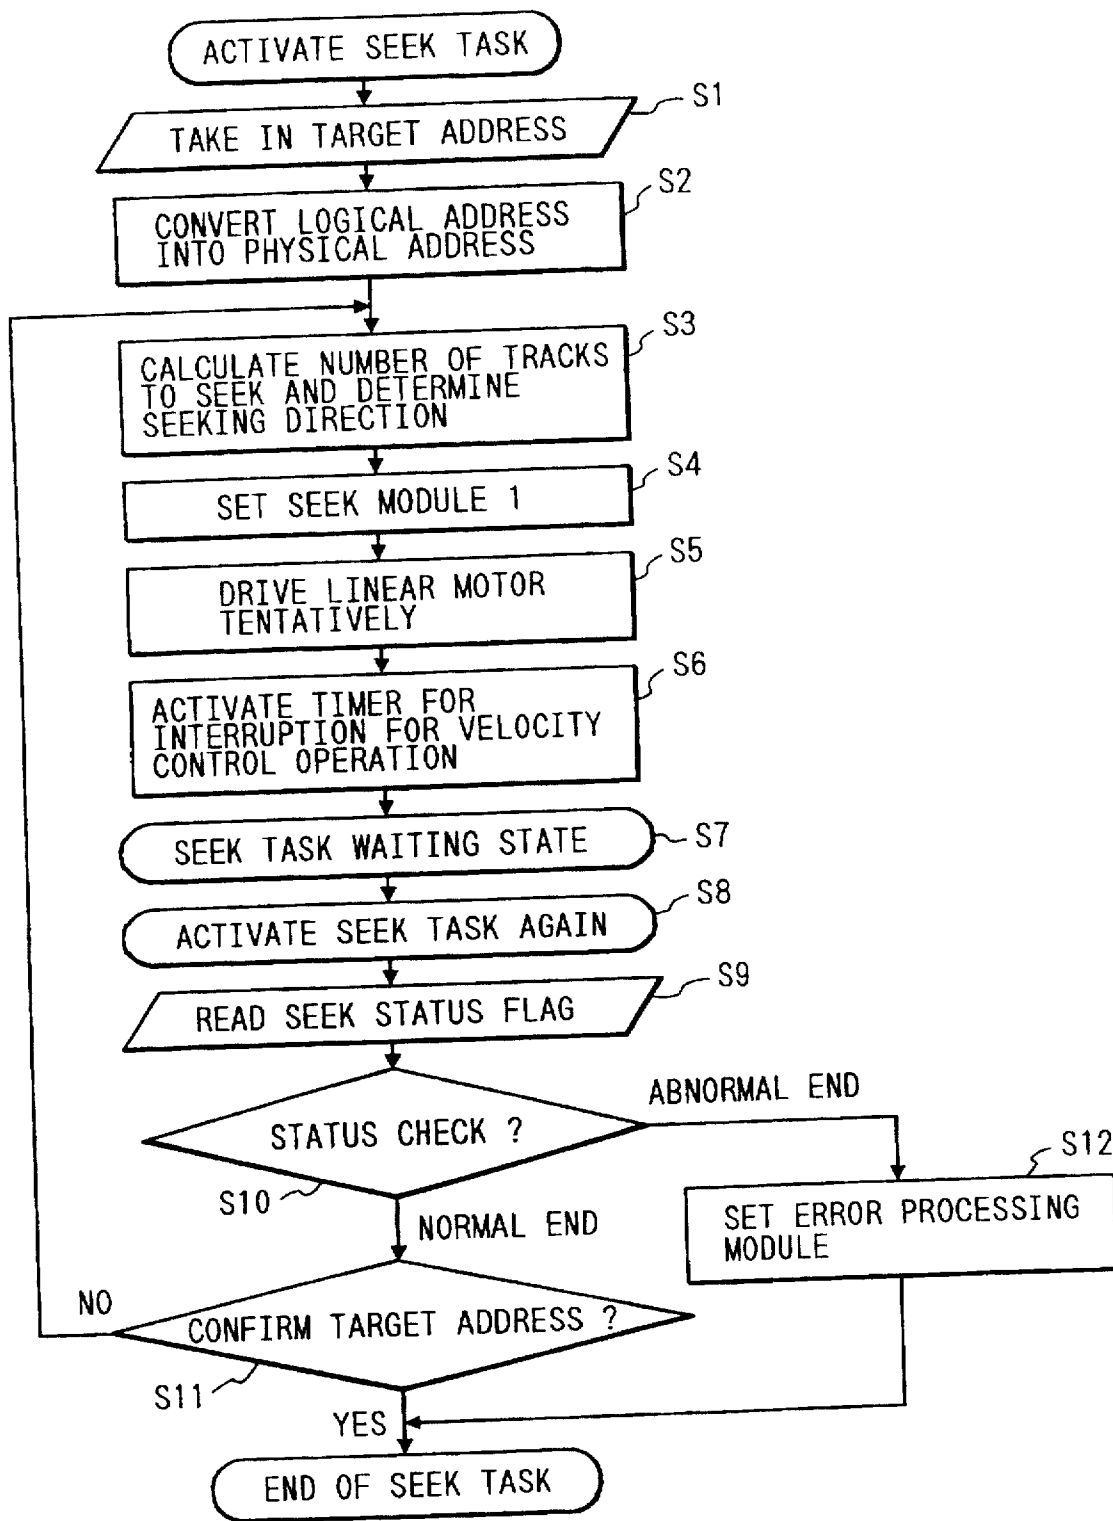 ACTIVATE SEEK TASK
S1
TAKE IN TARGET ADDRESS
S2
CONVERT LOGICAL ADDRESS
INTO PHYSICAL ADDRESS
S3
CALCULATE NUMBER OF TRACKS
TO SEEK AND DETERMINE
SEEKING DIRECTION
S4
SET SEEK MODULE 1
S5
DRIVE LINEAR MOTOR
TENTATIVELY
S6
ACTIVATE TIMER FOR
INTERRUPTION FOR VELOCITY
CONTROL OPERATION
S7
SEEK TASK WAITING STATE
S8
ACTIVATE SEEK TASK AGAIN
S9
READ SEEK STATUS FLAG
ABNORMAL END
STATUS CHECK ?
S10
S12
SET ERROR PROCESSING
MODULE
NORMAL END
NO
CONFIRM TARGET ADDRESS ?
S11
YES
END OF SEEK TASK